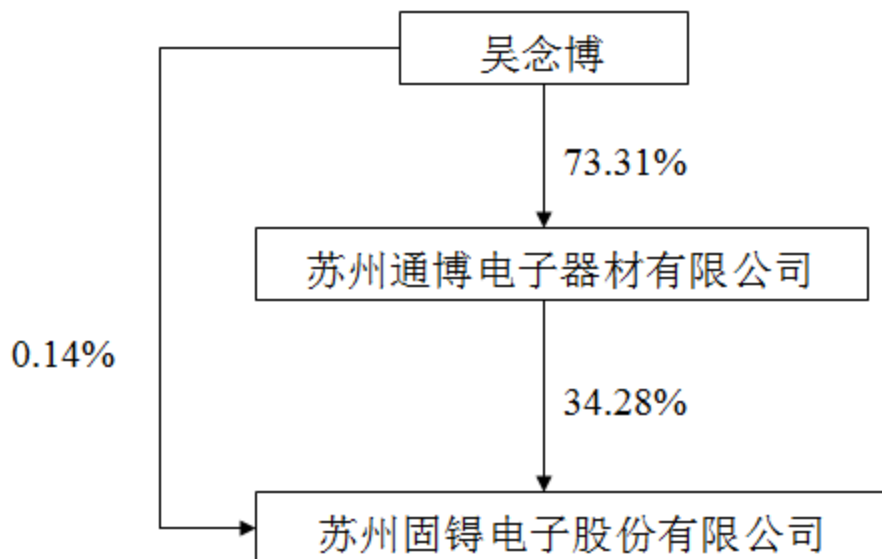 吴念博
73.31%
苏州通博电子器材有限公司
0.14%
34.28%
苏州固锝电子股份有限公司